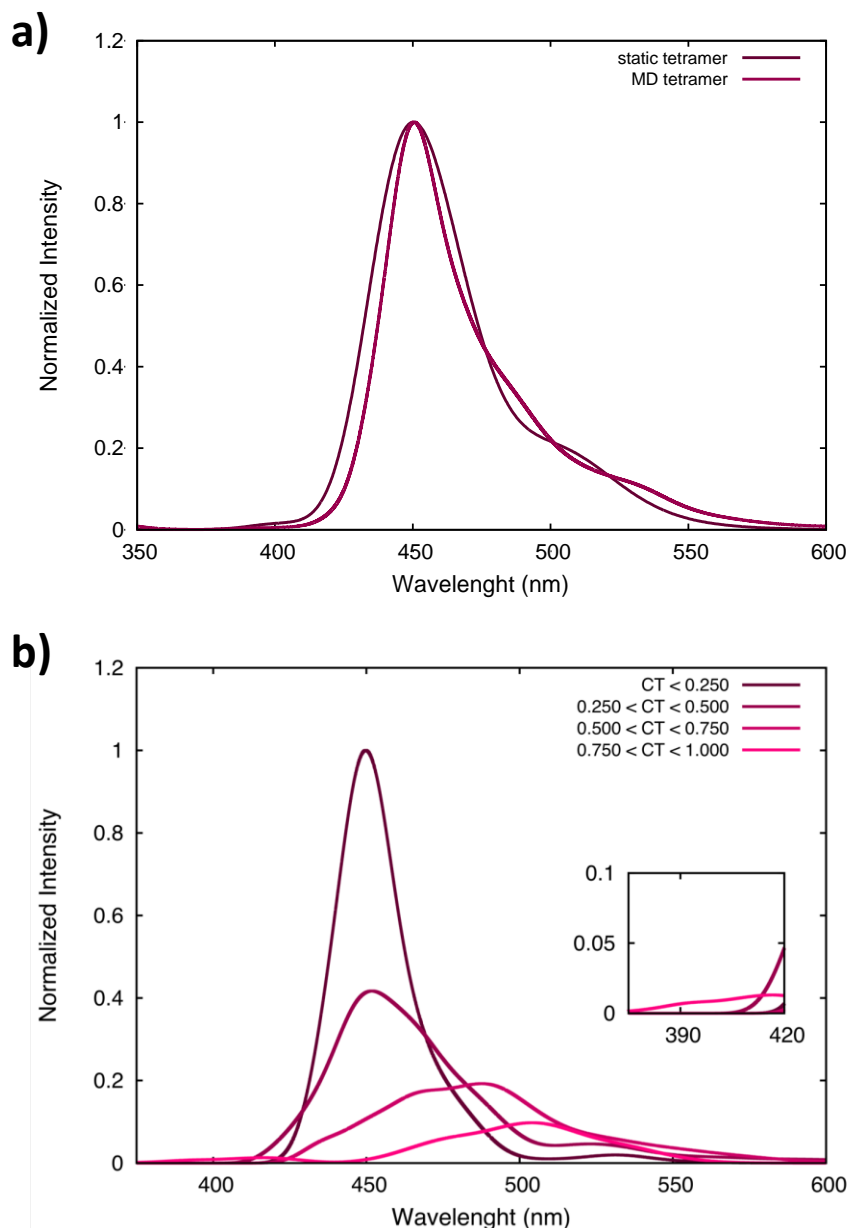 a)
1.2
static tetramer
MD tetramer
1
0.8
0.6
0.4
0.2
0
Normalized Intensity
350 400 450 500 550 600
Wavelenght (nm)
b)
1.2
CT < 0.250
0.250 < CT < 0.500
0.500 < CT < 0.750
0.750 < CT < 1.000
1
0.8
0.6
0.4
0.2
0
Normalized Intensity
0.1
0.05
0
390 420
400 450 500 550 600
Wavelenght (nm)